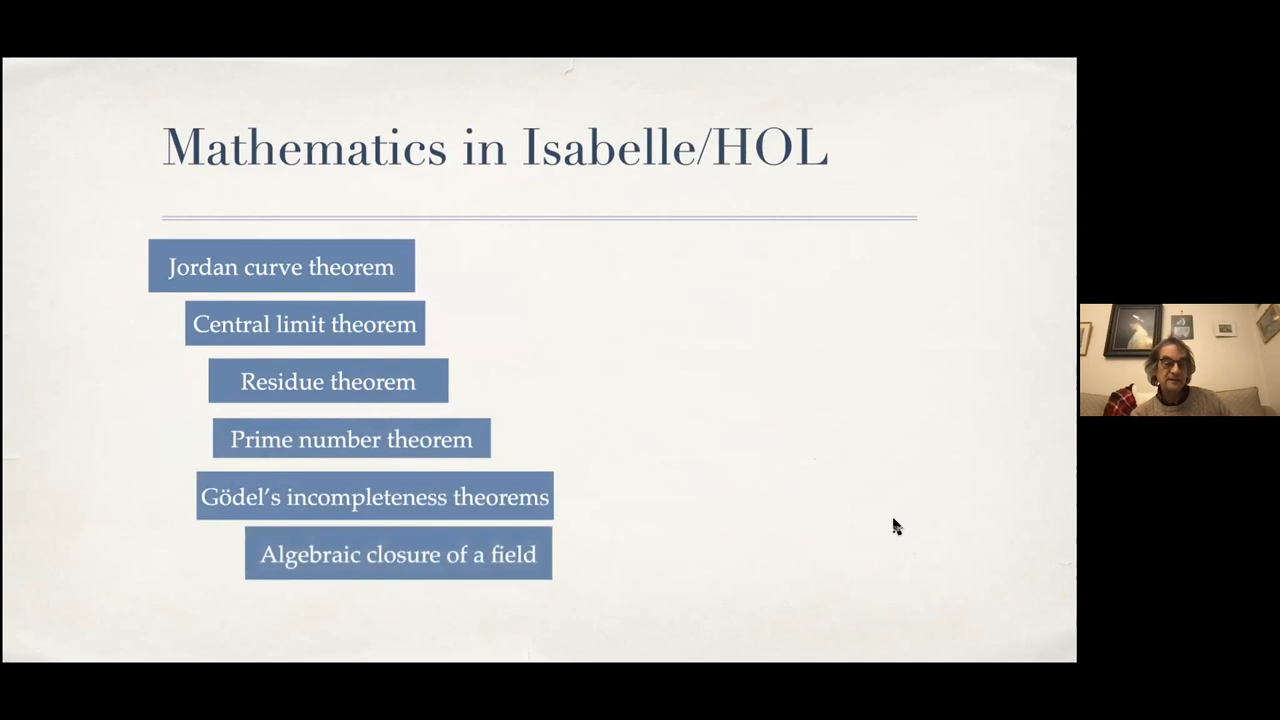 Mathematics in Isabelle/HOL
Jordan curve theorem
Central limit theorem
Residue theorem
Prime number theorem
Gödel's incompleteness theorems
Algebraic closure of a field